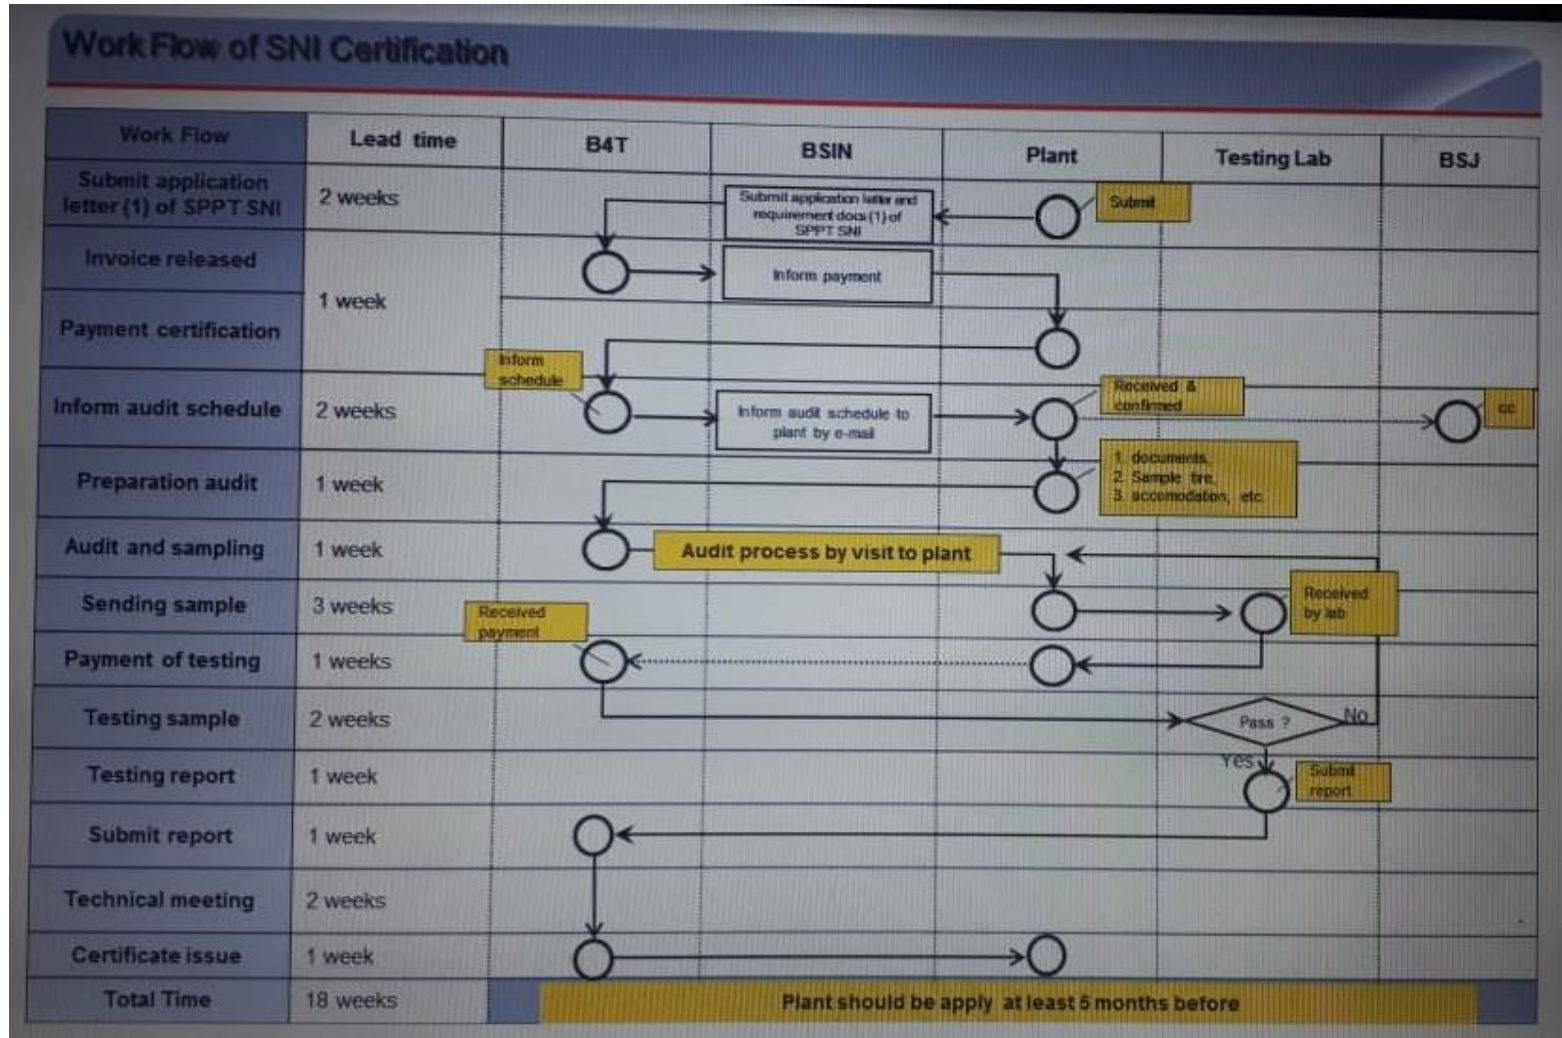 Work Flow of SNI Certification
Work Flow
Lead time
B4T
BSIN
Plant
Testing Lab
BSJ
Submit application
letter (1) of SPPT SNI
2 weeks
Submit application letter and
requirement docs (1) of
SPPT SNI
Submit
Invoice released
1 week
Inform payment
Payment certification
Inform
schedule
Inform audit schedule
2 weeks
Inform audit schedule to
plant by e-mail
Received &
confirmed
cc
Preparation audit
1 week
1. documents,
2. Sample tire,
3. accomodation, etc.
Audit and sampling
1 week
Audit process by visit to plant
Sending sample
3 weeks
Received
by lab
Received
payment
Payment of testing
1 weeks
Testing sample
2 weeks
Pass ?
No
Yes
Testing report
1 week
Submit
report
Submit report
1 week
Technical meeting
2 weeks
Certificate issue
1 week
Total Time
18 weeks
Plant should be apply at least 5 months before